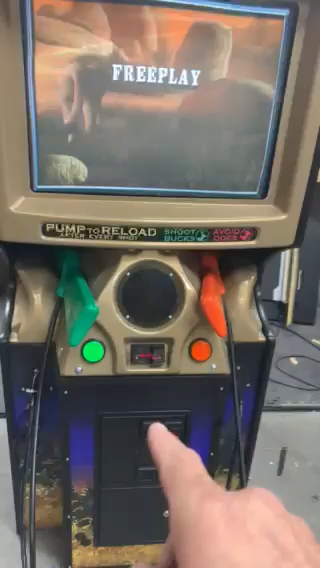 FREEPLAY
PUMP TO RELOAD
AFTER EVERY SHOT
SHOOT
BUCKS
AVOID
DOES